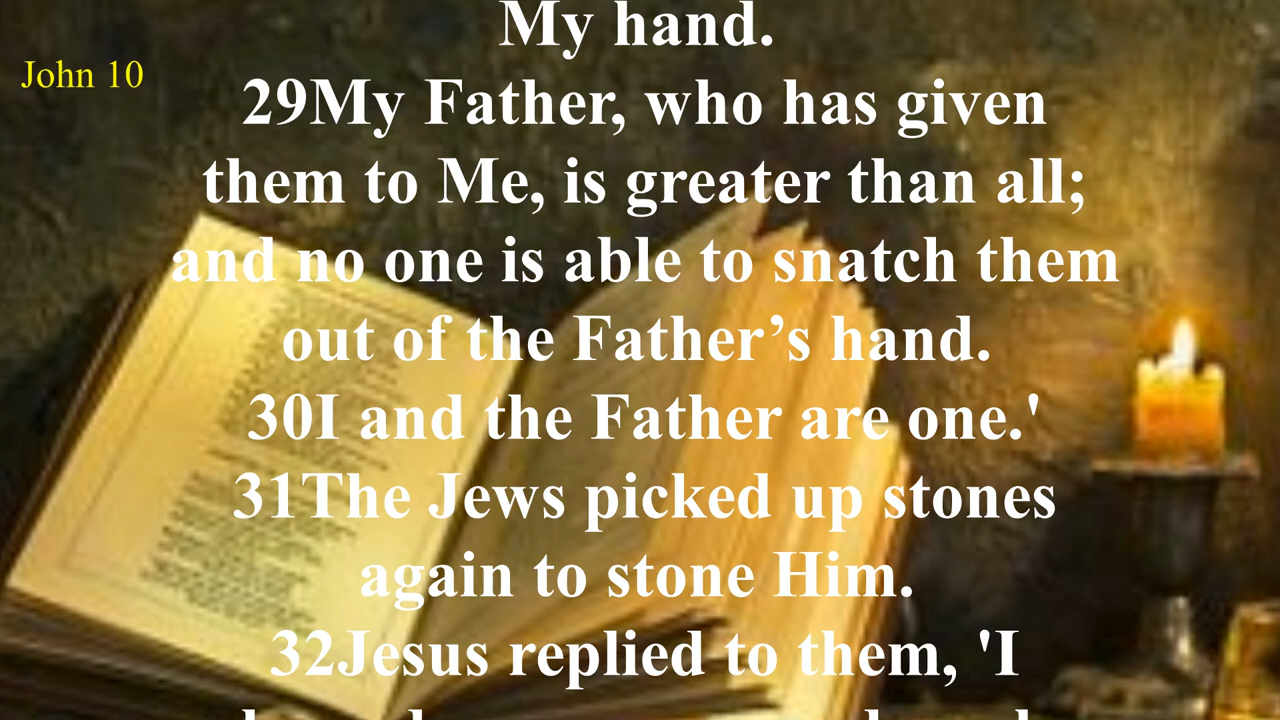 My hand.
John 10
29My Father, who has given
them to Me, is greater than all;
and no one is able to snatch them
out of the Father’s hand.
30I and the Father are one.'
31The Jews picked up stones
again to stone Him.
32Jesus replied to them, 'I